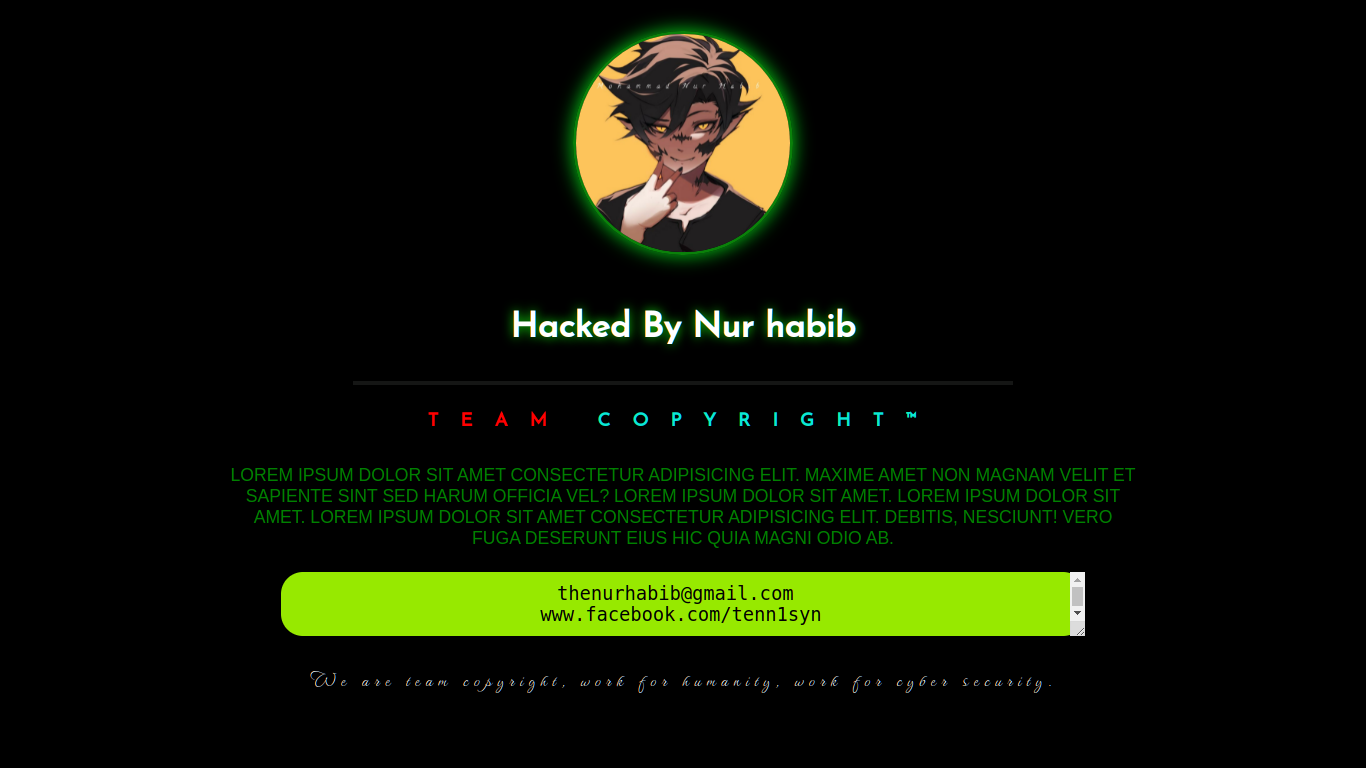 Mohammad Nur Habib
Hacked By Nur habib
TEAM COPYRIGHT™
LOREM IPSUM DOLOR SIT AMET CONSECTETUR ADIPISICING ELIT. MAXIME AMET NON MAGNAM VELIT ET
SAPIENTE SINT SED HARUM OFFICIA VEL? LOREM IPSUM DOLOR SIT AMET. LOREM IPSUM DOLOR SIT
AMET. LOREM IPSUM DOLOR SIT AMET CONSECTETUR ADIPISICING ELIT. DEBITIS, NESCIUNT! VERO
FUGA DESERUNT EIUS HIC QUIA MAGNI ODIO AB.
thenurhabib@gmail.com
www.facebook.com/tenn1syn
We are team copyright, work for humanity, work for cyber security.